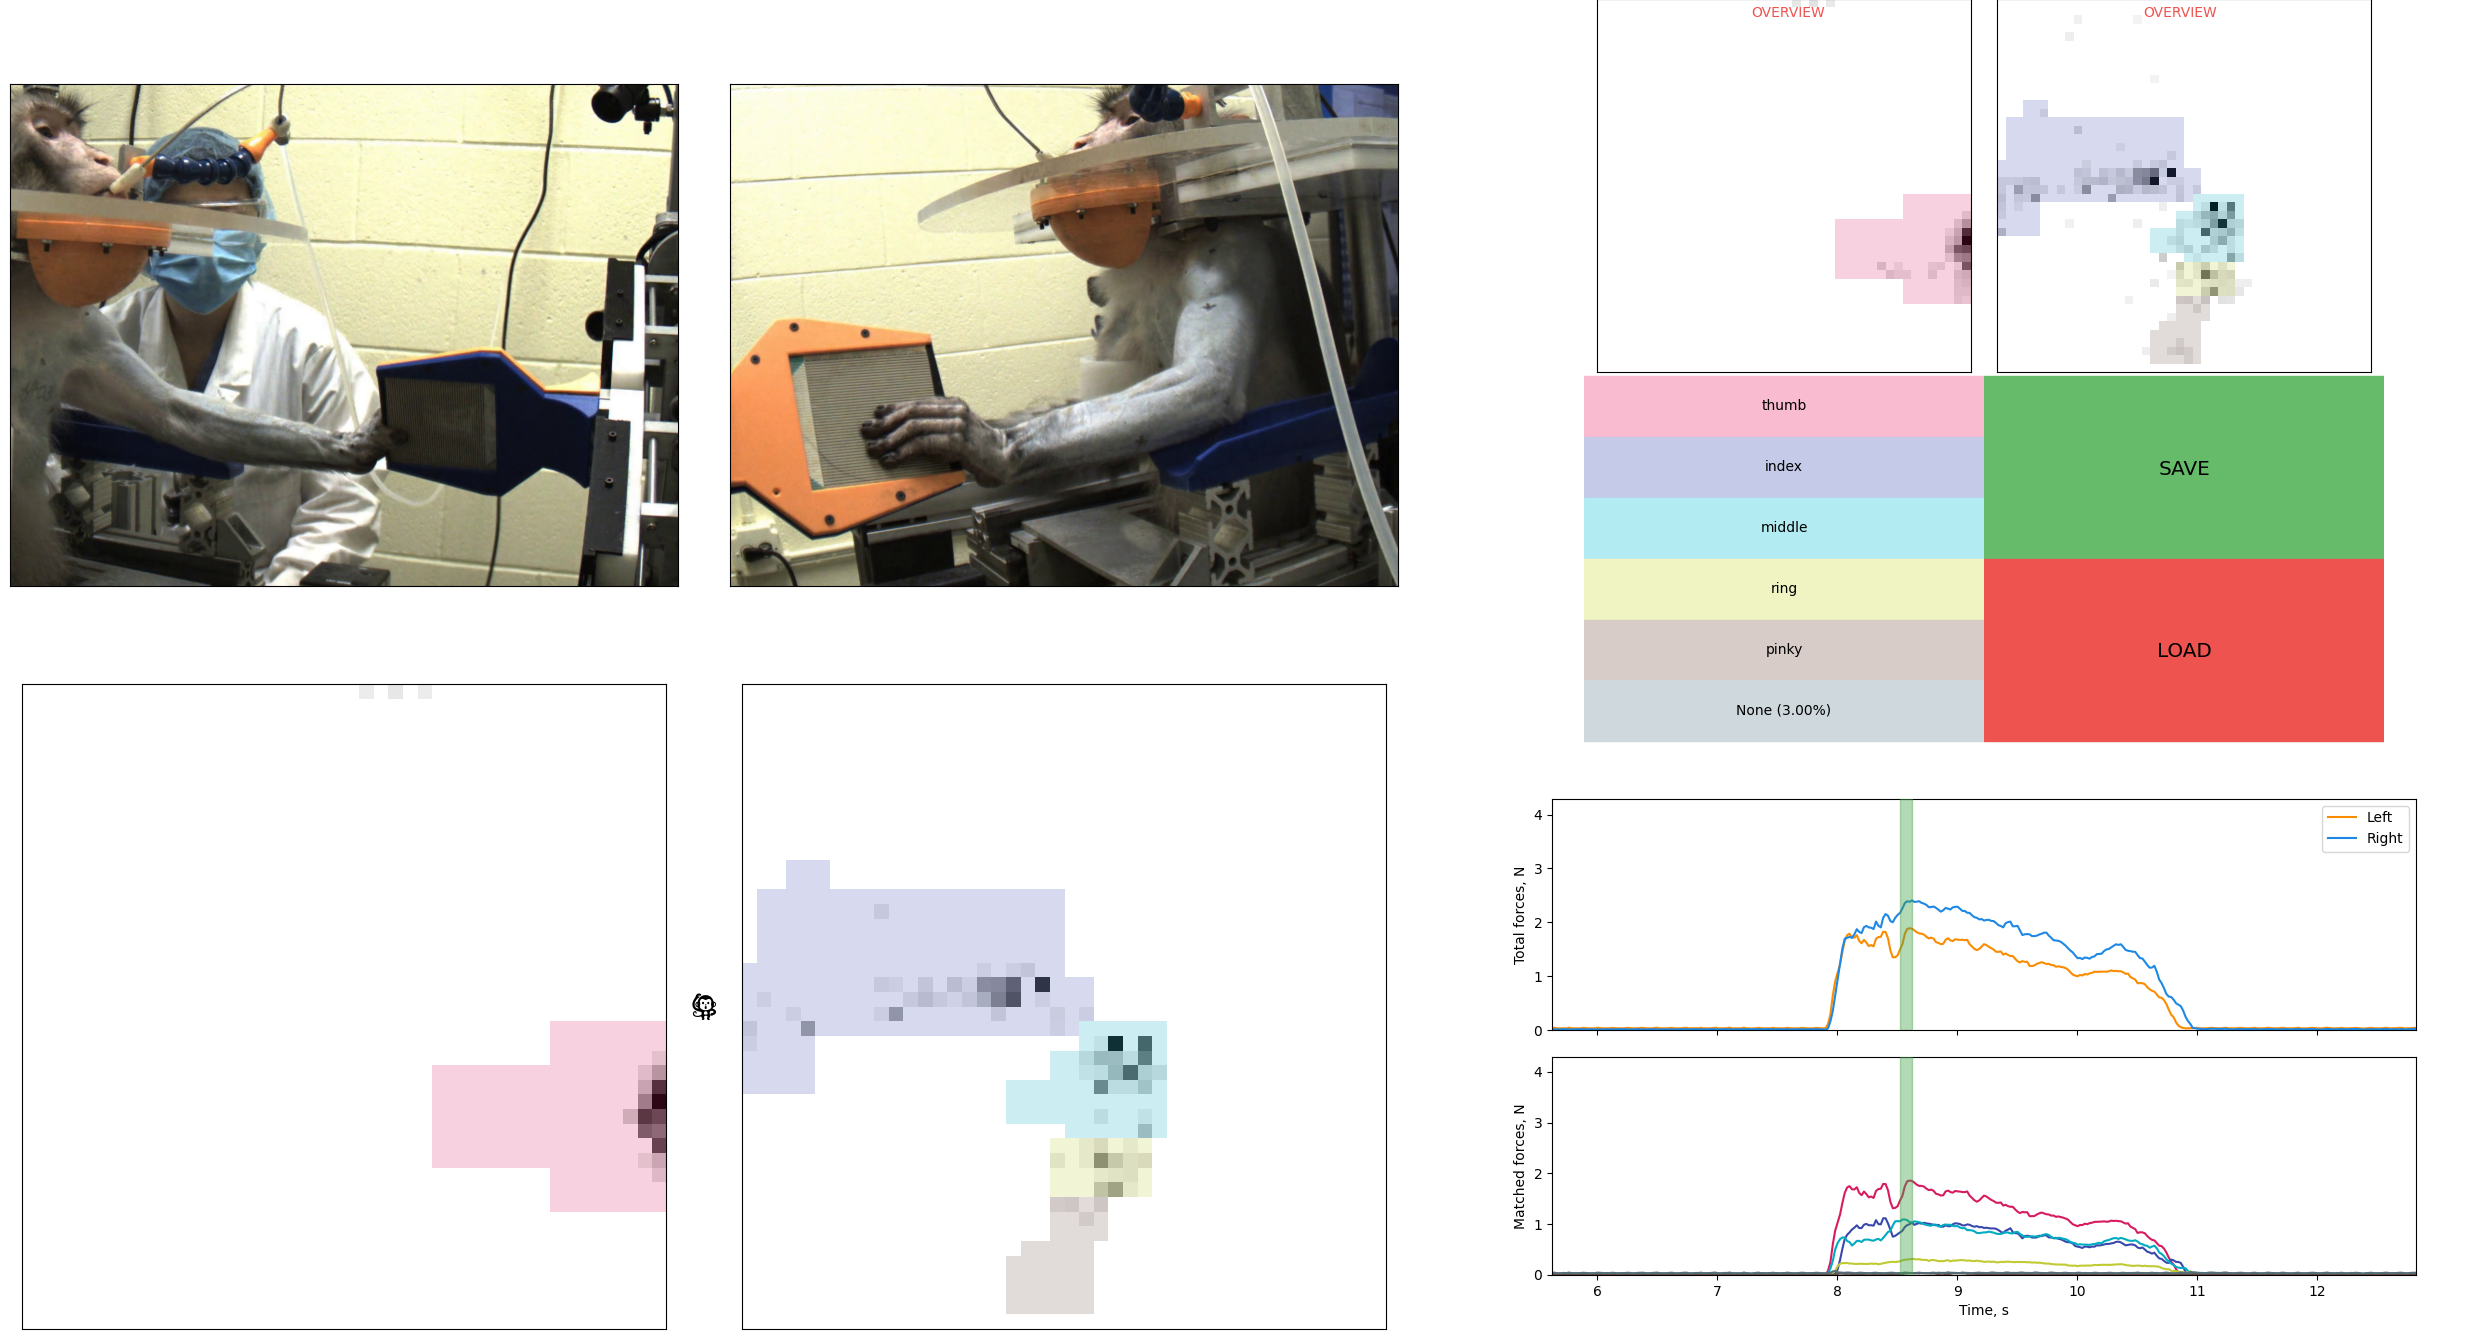 OVERVIEW
OVERVIEW
thumb
index
middle
ring
pinky
None (3.00%)
SAVE
LOAD
Total forces, N
4
3
2
1
0
Left
Right
Matched forces, N
4
3
2
1
0
6 7 8 9 10 11 12
Time, s